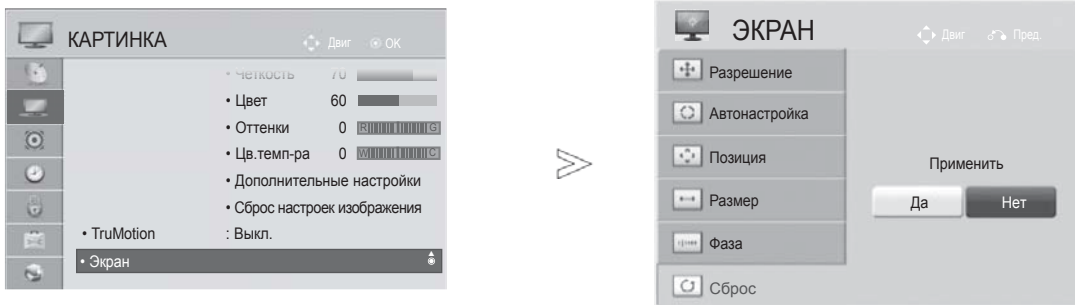 КАРТИНКА
Двиг ОК
• Четкость 70
• Цвет 60
• Оттенки 0 R G
• Цв.темп-ра 0 W C
• Дополнительные настройки
• Сброс настроек изображения
• TruMotion : Выкл.
• Экран
ЭКРАН
Двиг Пред.
Разрешение
Автонастройка
Позиция
Размер
Фаза
Сброс
Применить
Да Нет